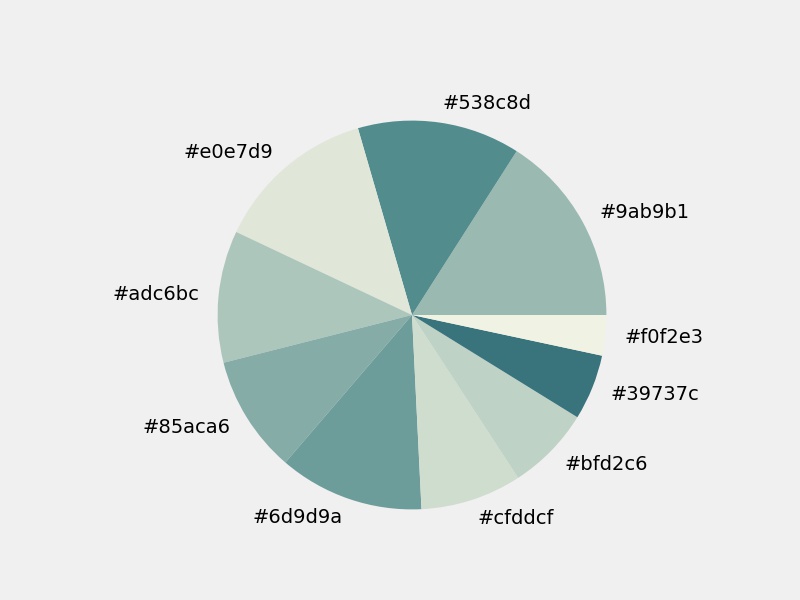 #538c8d
#e0e7d9
#9ab9b1
#adc6bc
#f0f2e3
#39737c
#85aca6
#bfd2c6
#6d9d9a
#cfddcf